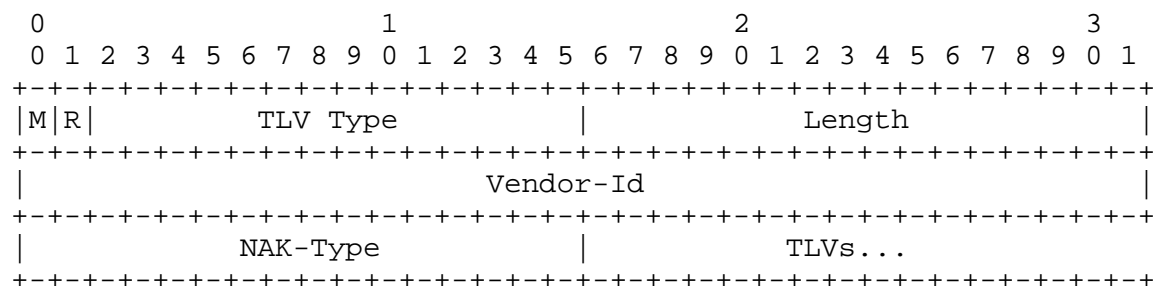 0                   1                   2                   3
 0 1 2 3 4 5 6 7 8 9 0 1 2 3 4 5 6 7 8 9 0 1 2 3 4 5 6 7 8 9 0 1
+-+-+-+-+-+-+-+-+-+-+-+-+-+-+-+-+-+-+-+-+-+-+-+-+-+-+-+-+-+-+-+-+
|M|R|         TLV Type          |            Length             |
+-+-+-+-+-+-+-+-+-+-+-+-+-+-+-+-+-+-+-+-+-+-+-+-+-+-+-+-+-+-+-+-+
|                          Vendor-Id                            |
+-+-+-+-+-+-+-+-+-+-+-+-+-+-+-+-+-+-+-+-+-+-+-+-+-+-+-+-+-+-+-+-+
|            NAK-Type           |            TLVs...
+-+-+-+-+-+-+-+-+-+-+-+-+-+-+-+-+-+-+-+-+-+-+-+-+-+-+-+-+-+-+-+-+